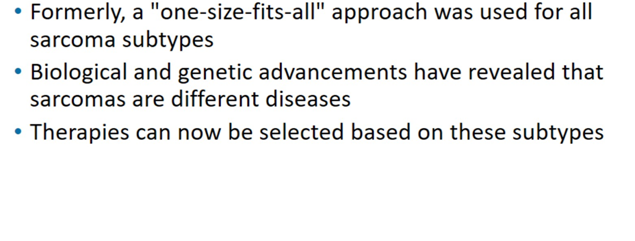 • Formerly, a "one-size-fits-all" approach was used for all
sarcoma subtypes
• Biological and genetic advancements have revealed that
sarcomas are different diseases
• Therapies can now be selected based on these subtypes